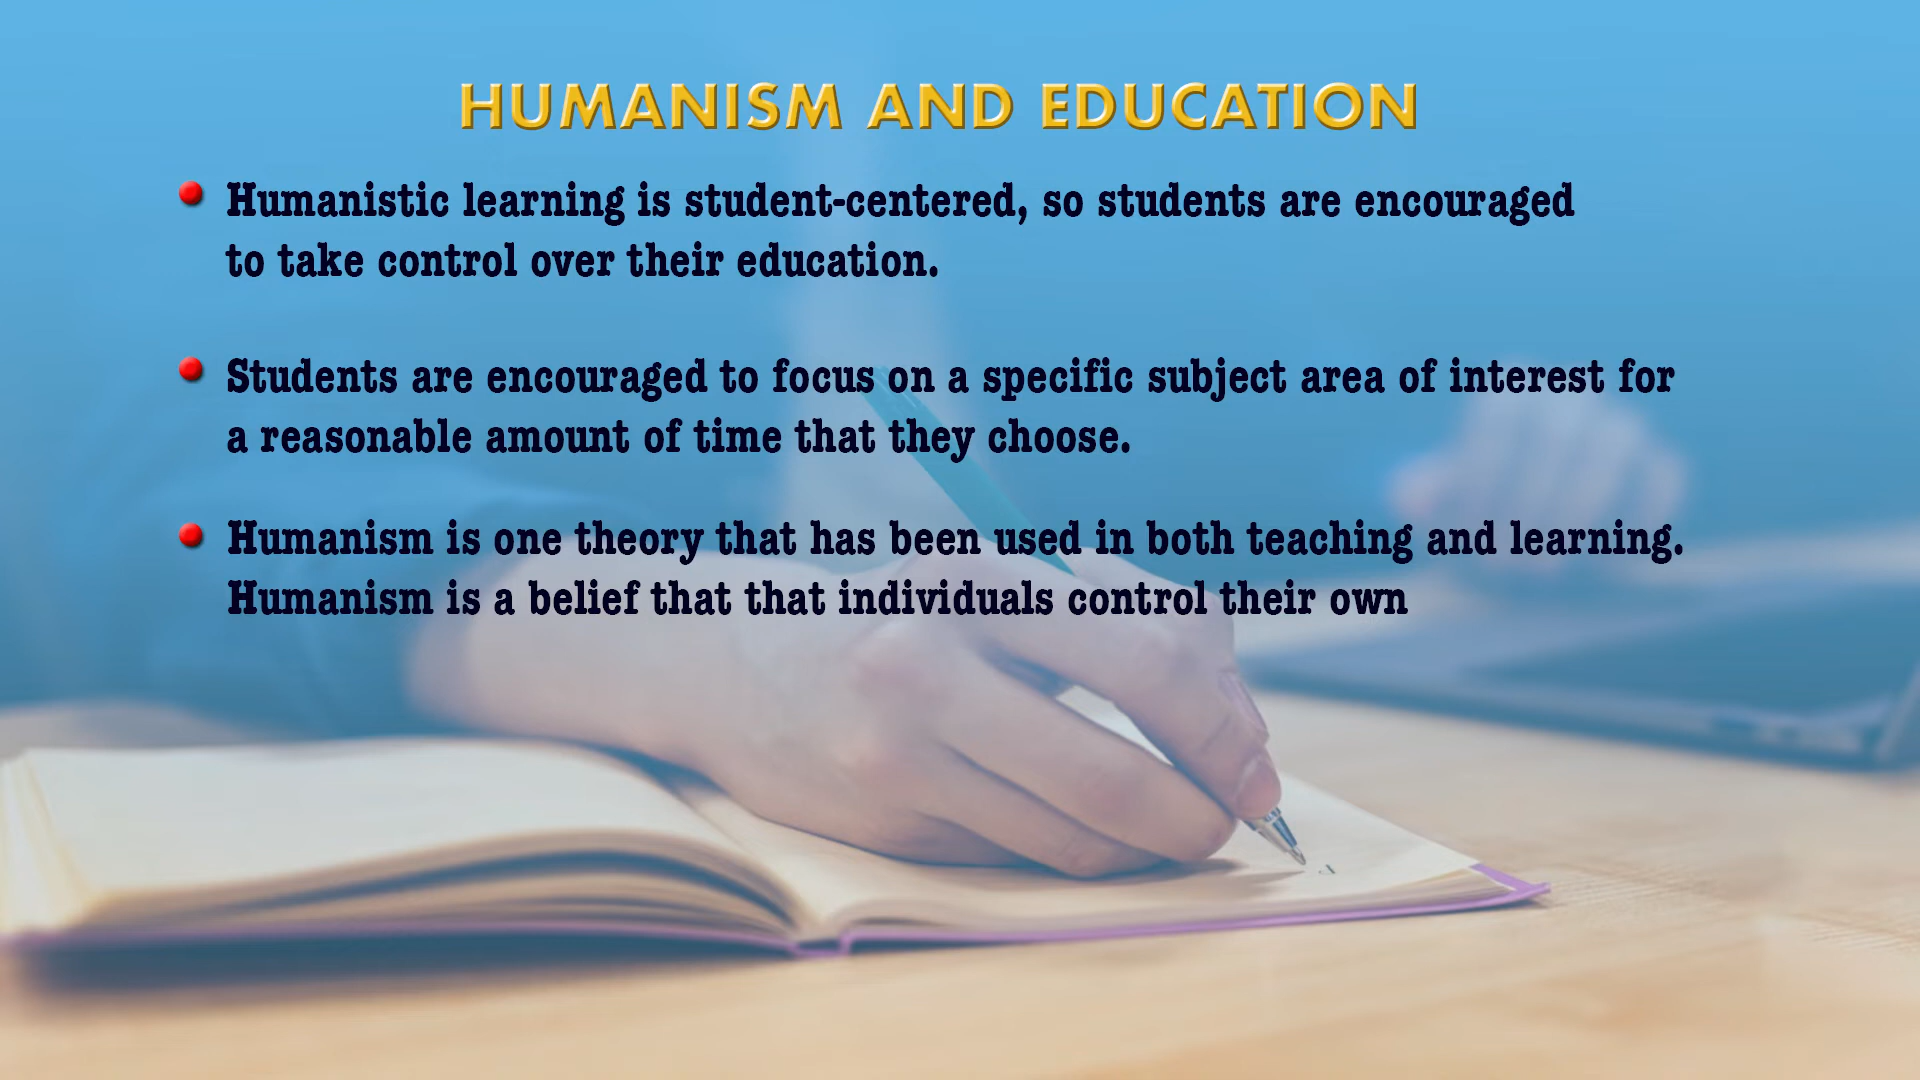 HUMANISM AND EDUCATION
Humanistic learning is student-centered, so students are encouraged
to take control over their education.
Students are encouraged to focus on a specific subject area of interest for
a reasonable amount of time that they choose.
Humanism is one theory that has been used in both teaching and learning.
Humanism is a belief that that individuals control their own